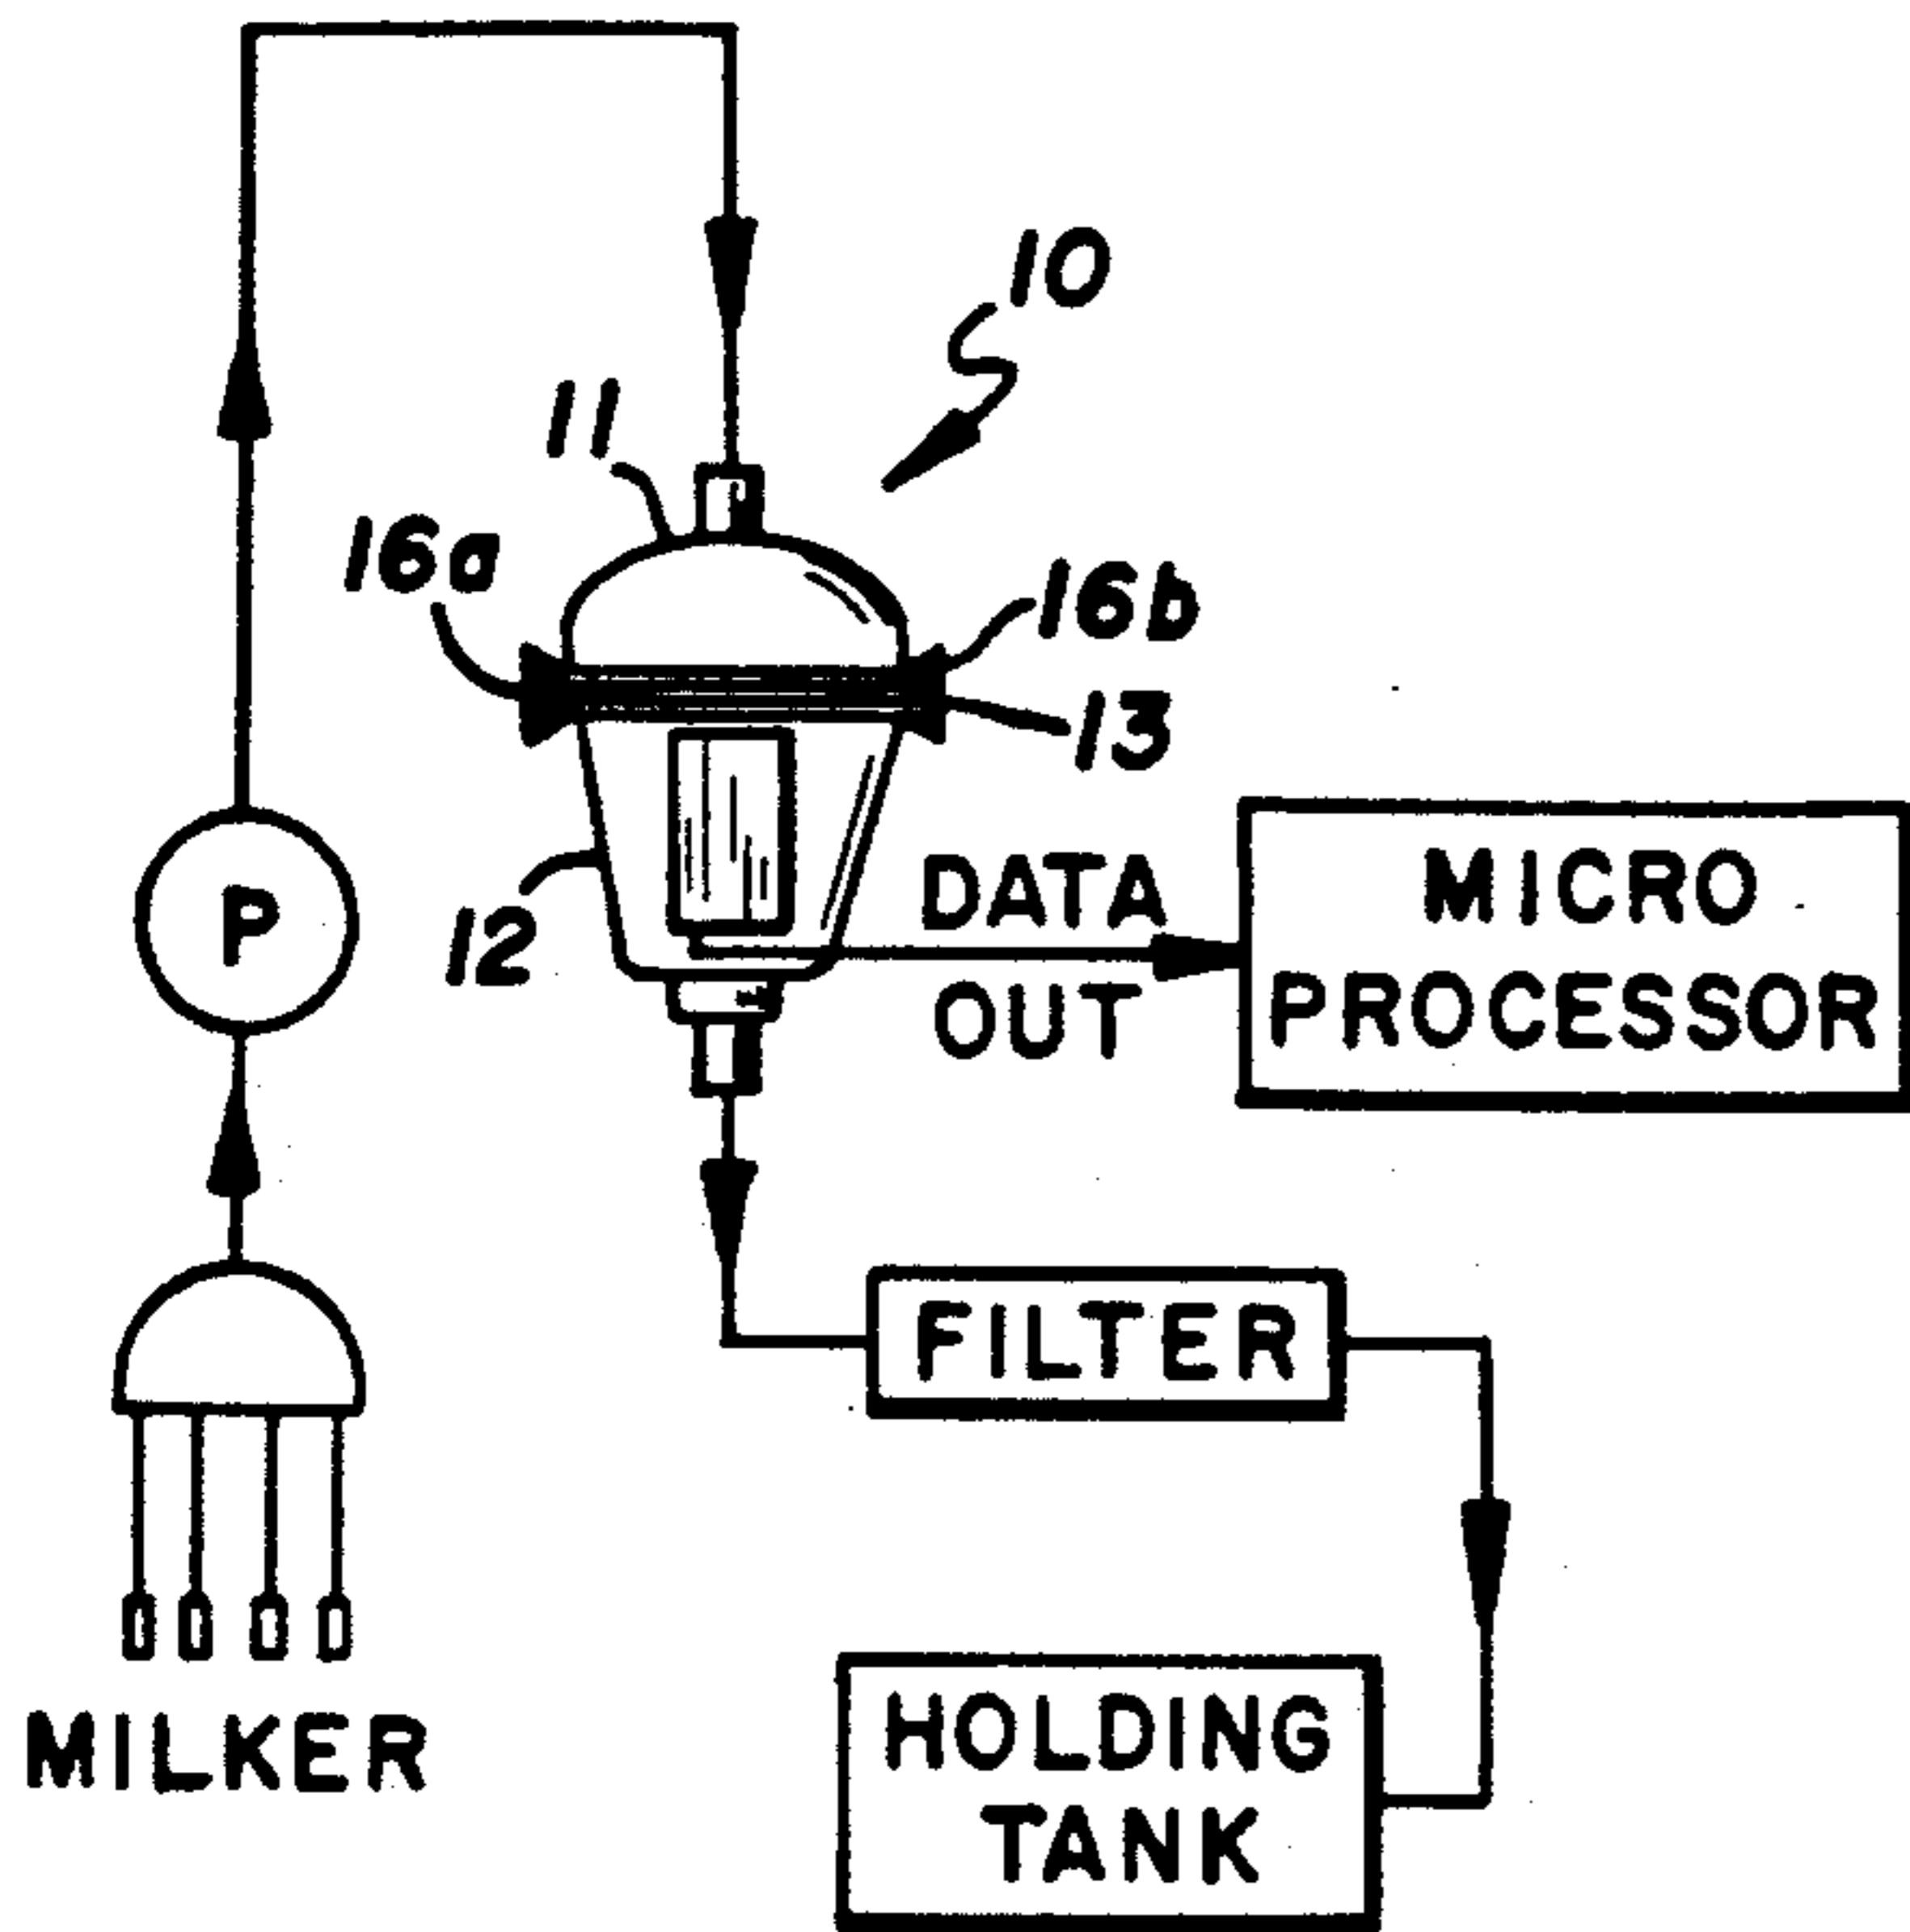 10
11
16a
16b
13
P
12
DATA
OUT
MICRO
PROCESSOR
FILTER
MILKER
HOLDING
TANK